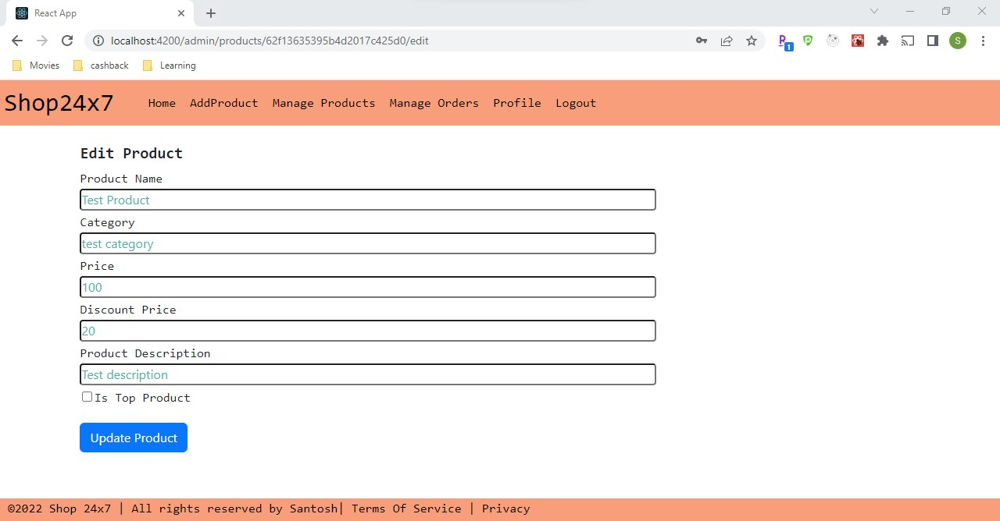 React App
localhost:4200/admin/products/62f13635395b4d2017c425d0/edit
1
S
Movies cashback Learning
Shop24x7 Home AddProduct Manage Products Manage Orders Profile Logout
Edit Product
Product Name
Test Product
Category
test category
Price
100
Discount Price
20
Product Description
Test description
Is Top Product
Update Product
©2022 Shop 24x7 | All rights reserved by Santosh| Terms Of Service | Privacy